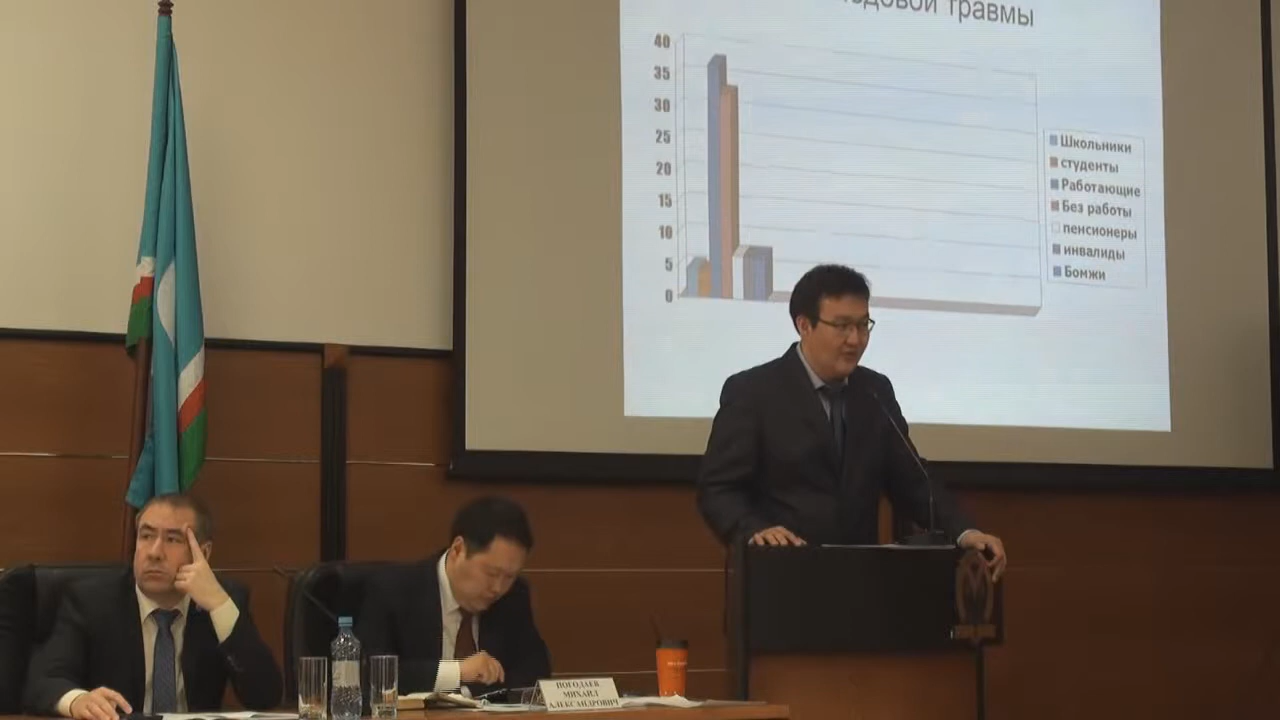 травмы
40
35
30
25
20
15
10
5
0
Школьники
студенты
Работающие
Без работы
пенсионеры
инвалиды
Бомжи
ПОГОДАЕВ
МИХАИЛ
АЛЕКСАНДРОВИЧ